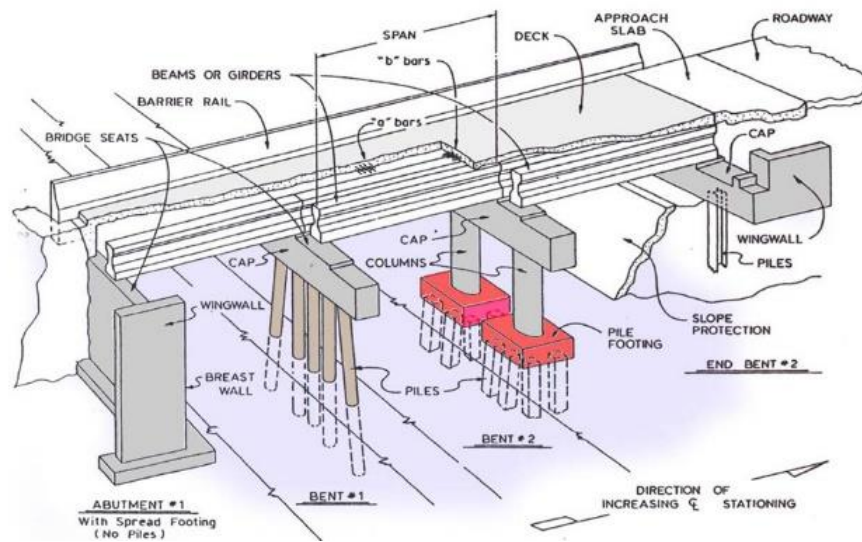 SPAN
APPROACH
SLAB
ROADWAY
DECK
"b" bars
BEAMS OR GIRDERS
BARRIER RAIL
"a" bars
BRIDGE SEATS
CAP
CAP
COLUMNS
CAP
WINGWALL
PILES
WINGWALL
SLOPE
PROTECTION
PILE
FOOTING
BREAST
WALL
PILES
END BENT #2
BENT #2
BENT #1
ABUTMENT #1
With Spread Footing
(No Piles)
DIRECTION OF
INCREASING ℄ STATIONING